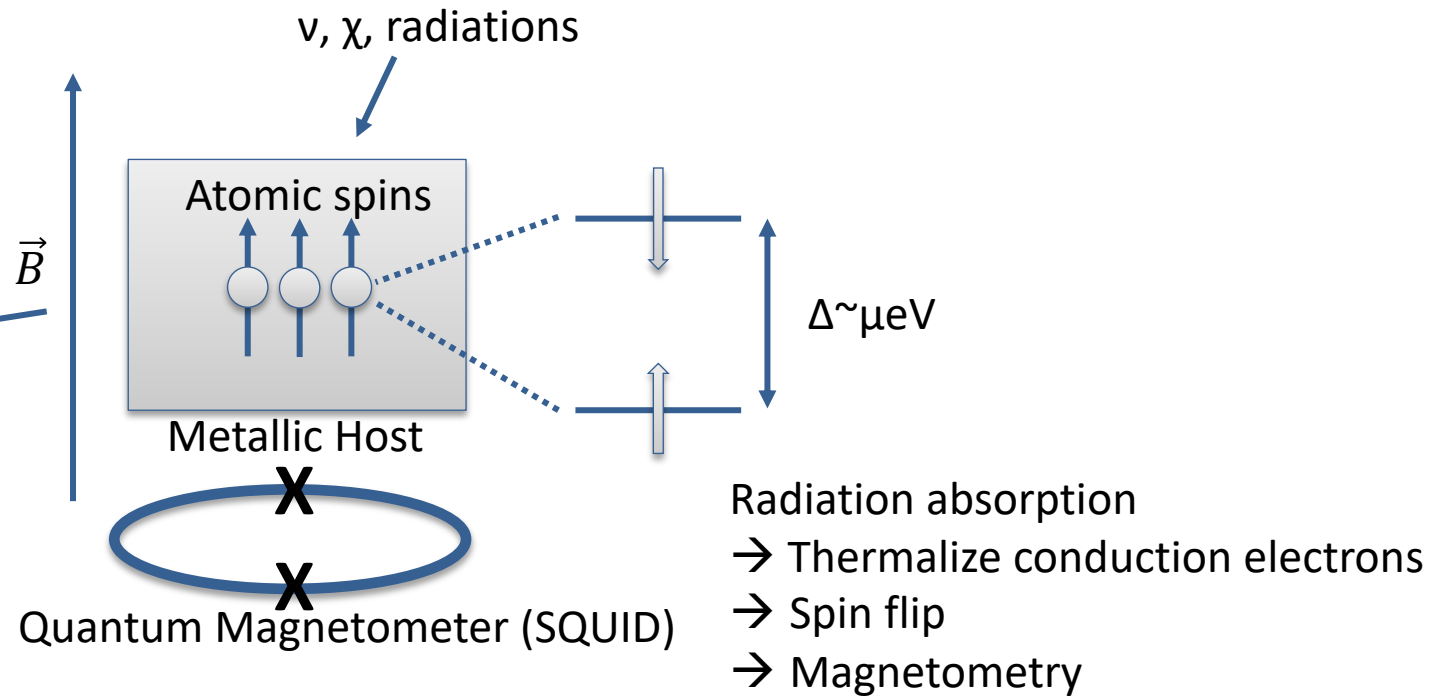 ν, χ, radiations
Atomic spins
B⃗
Δ~μeV
Metallic Host
X
X
Quantum Magnetometer (SQUID)
Radiation absorption
→ Thermalize conduction electrons
→ Spin flip
→ Magnetometry